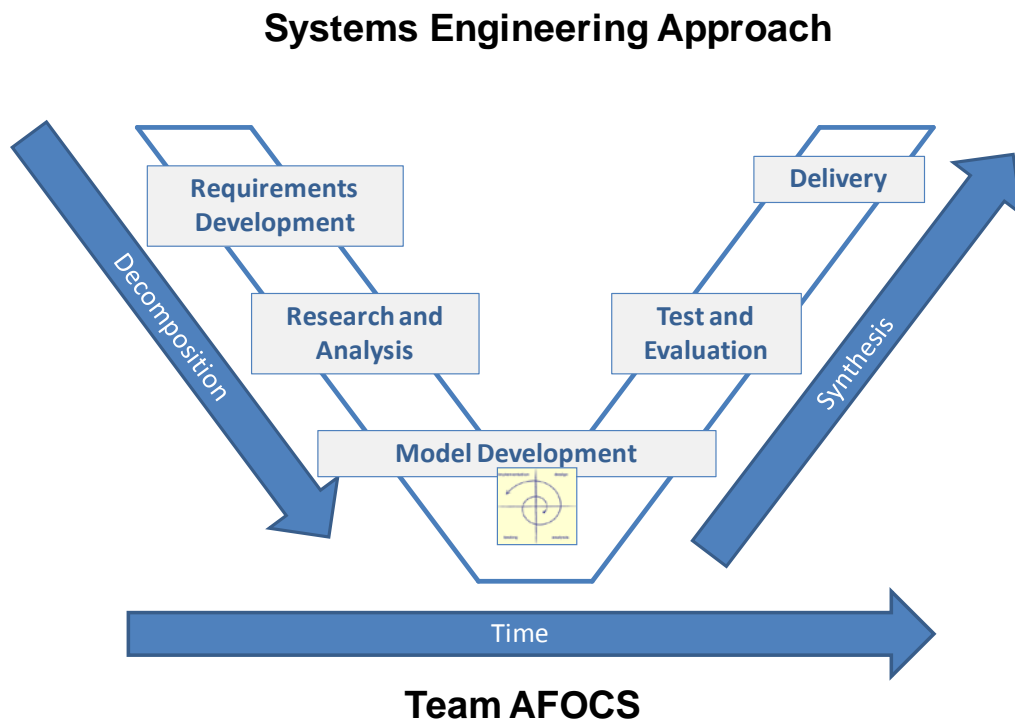 Systems Engineering Approach
Requirements
Development
Delivery
Decomposition
Research and
Analysis
Test and
Evaluation
Synthesis
Model Development
design
Time
Team AFOCS